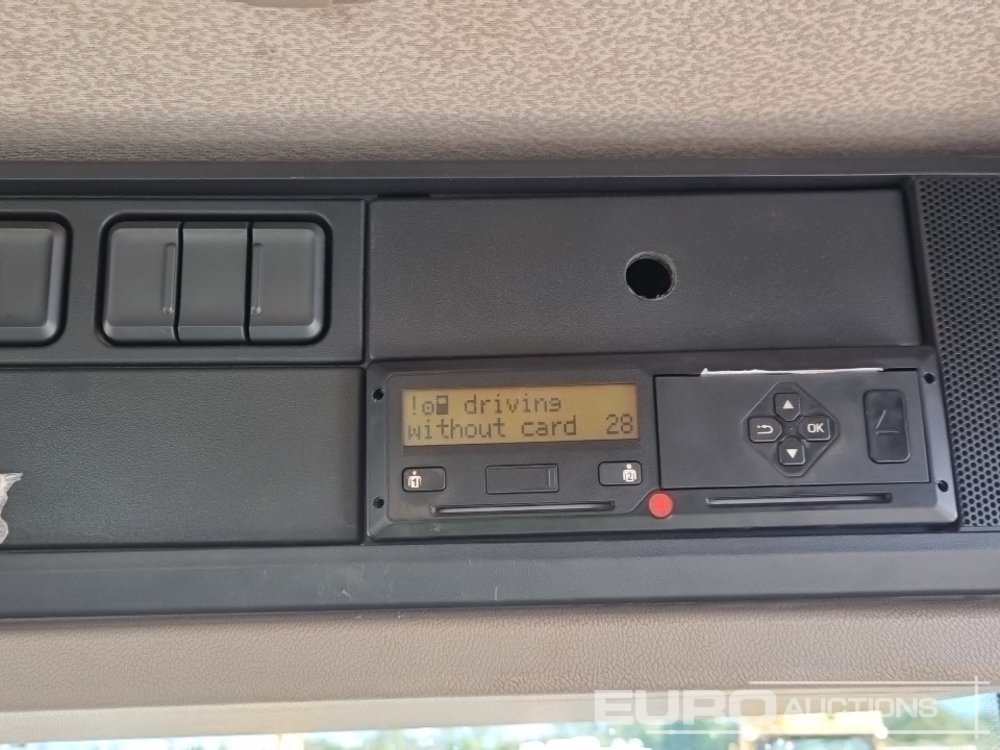 ! driving
without card 28
OK
1
2
EURO AUCTIONS